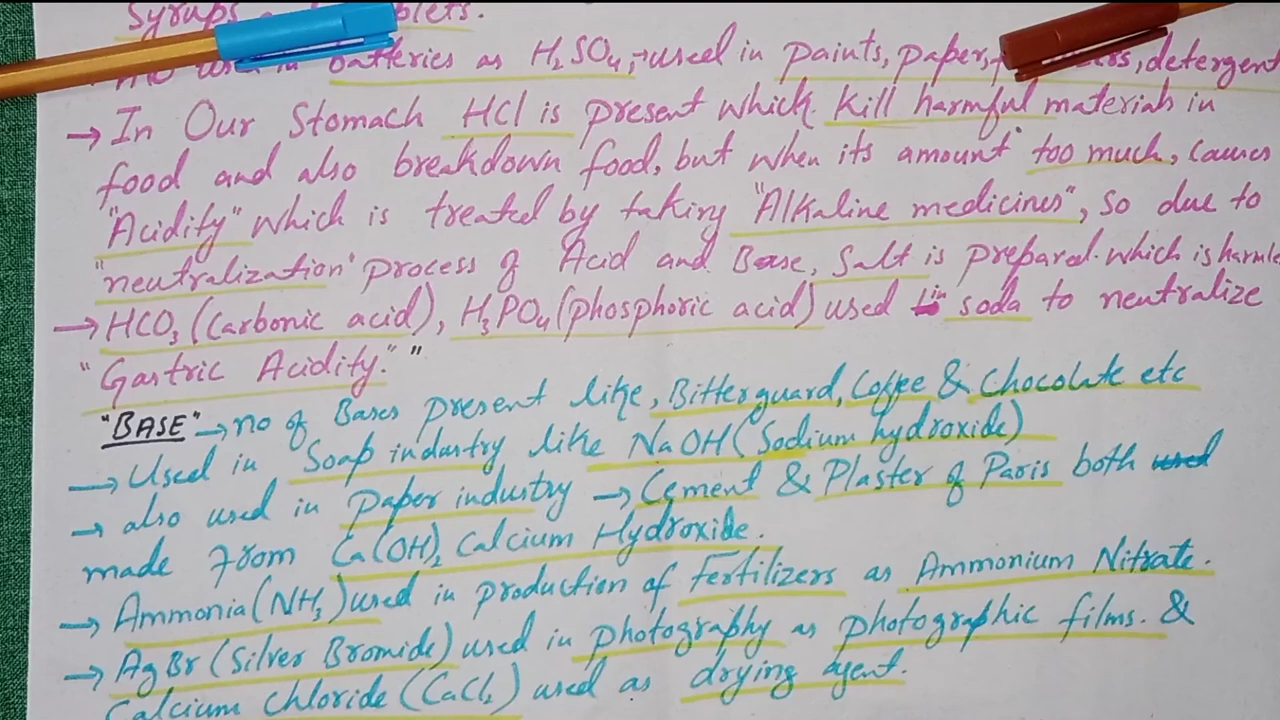 Syrups
batteries as H₂SO₄, used in paints, paper, detergent
→ In Our Stomach HCl is present which Kill harmful materials in
food and also breakdown food, but when its amount too much, causes
"Acidity" which is treated by taking "Alkaline medicines", So due to
"neutralization" process of Acid and Base, Salt is prepared which is harmle
→ HCO₃ (Carbonic acid), H₃PO₄ (phosphoric acid) used in soda to neutralize
"Gastric Acidity.""
"BASE" → no of Bases present like, Bitterguard, Coffee & Chocolate etc
→ Used in Soap industry like NaOH (Sodium hydroxide)
→ also used in paper industry → Cement & Plaster of Paris both used
made from Ca(OH)₂ Calcium Hydroxide.
→ Ammonia (NH₃) used in production of Fertilizers as Ammonium Nitrate.
→ AgBr (Silver Bromide) used in photography as photographic films. &
Calcium Chloride (CaCl₂) used as drying agent.